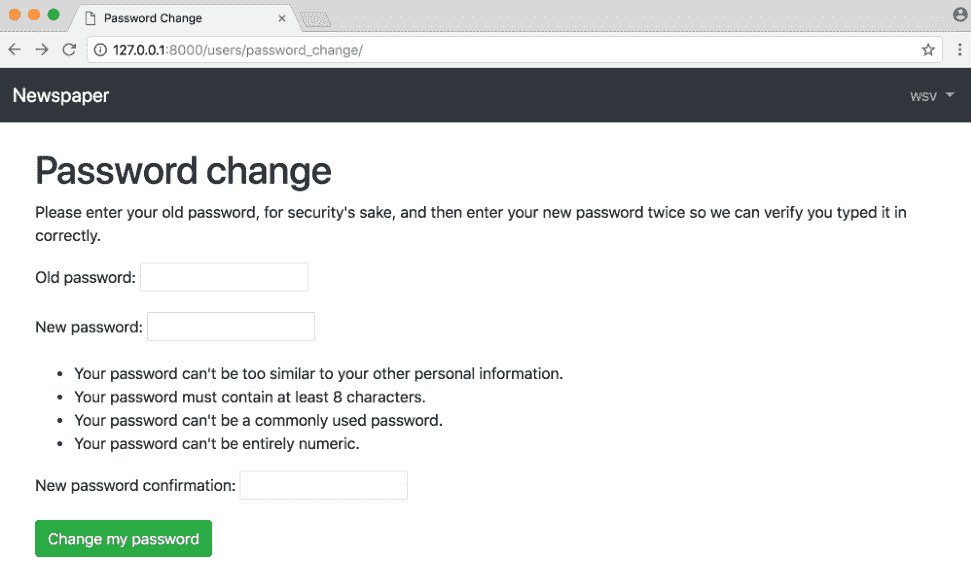 Password Change
127.0.0.1:8000/users/password_change/
Newspaper
wsv
Password change
Please enter your old password, for security's sake, and then enter your new password twice so we can verify you typed it in
correctly.
Old password:
New password:
Your password can't be too similar to your other personal information.
Your password must contain at least 8 characters.
Your password can't be a commonly used password.
Your password can't be entirely numeric.
New password confirmation:
Change my password